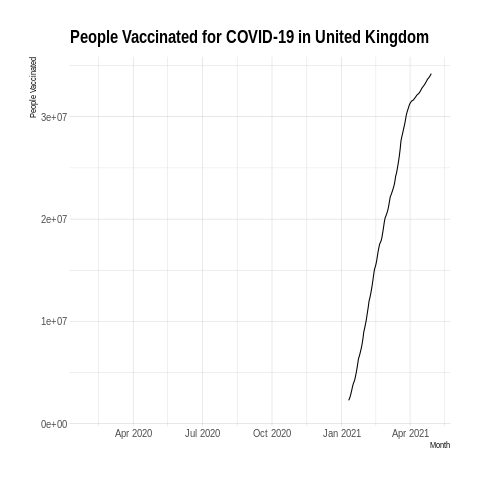 People Vaccinated for COVID-19 in United Kingdom
People Vaccinated
3e+07
2e+07
1e+07
0e+00
Apr 2020 Jul 2020 Oct 2020 Jan 2021 Apr 2021
Month